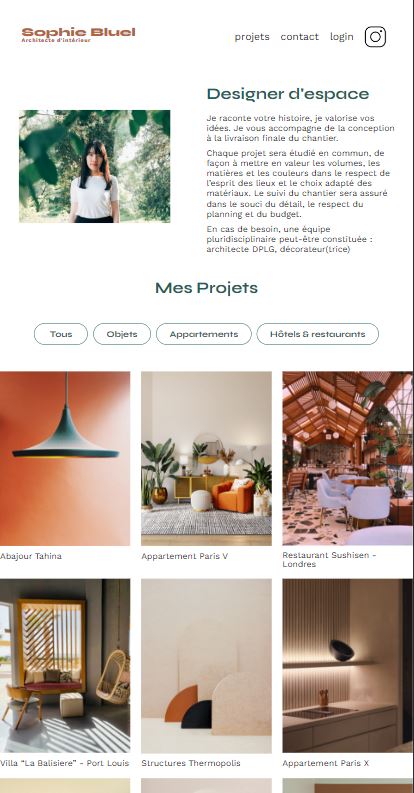 Sophie Bluel
Architecte d'intérieur
projets contact login
Designer d'espace
Je raconte votre histoire, je valorise vos
idées. Je vous accompagne de la conception
à la livraison finale du chantier.
Chaque projet sera étudié en commun, de
façon à mettre en valeur les volumes, les
matières et les couleurs dans le respect de
l'esprit des lieux et le choix adapté des
matériaux. Le suivi du chantier sera assuré
dans le souci du détail, le respect du
planning et du budget.
En cas de besoin, une équipe
pluridisciplinaire peut-être constituée :
architecte DPLG, décorateur(trice)
Mes Projets
Tous Objets Appartements Hôtels & restaurants
Abajour Tahina Appartement Paris V Restaurant Sushisen -
Londres
Villa “La Balisiere” - Port Louis Structures Thermopolis Appartement Paris X